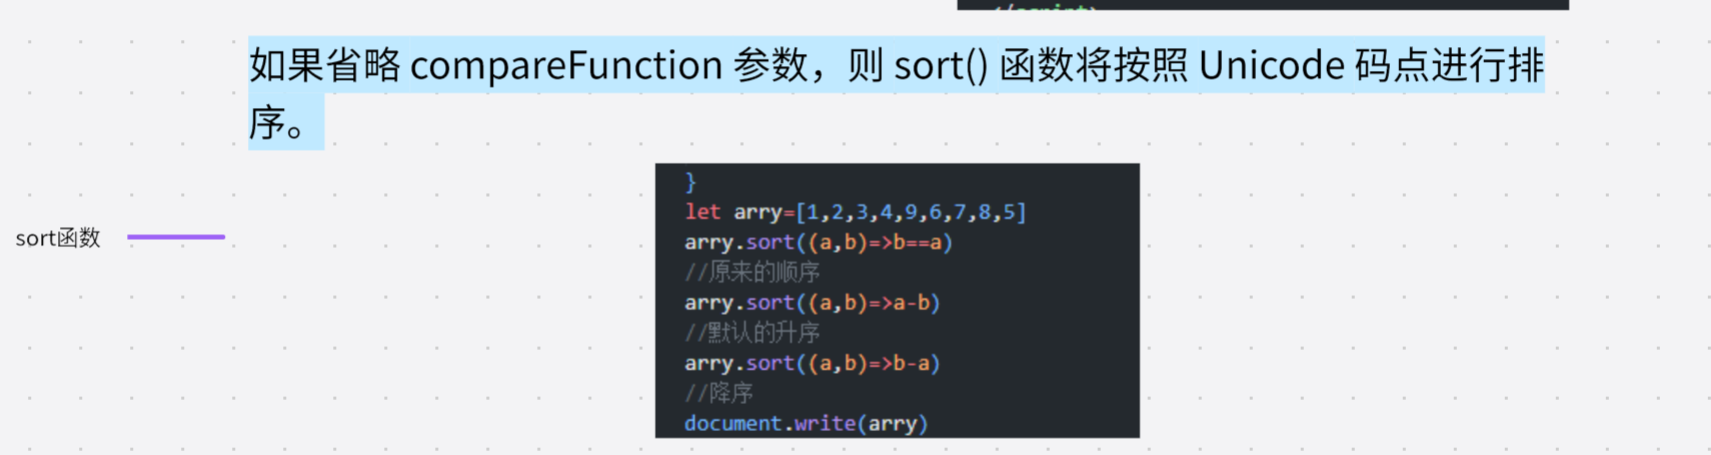 </script>
如果省略 compareFunction 参数，则 sort() 函数将按照 Unicode 码点进行排
序。
}
let arry=[1,2,3,4,9,6,7,8,5]
sort函数
arry.sort((a,b)=>b==a)
//原来的顺序
arry.sort((a,b)=>a-b)
//默认的升序
arry.sort((a,b)=>b-a)
//降序
document.write(arry)